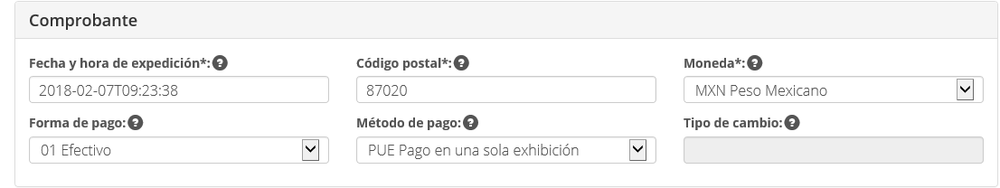 Comprobante
Fecha y hora de expedición*:
Código postal*:
Moneda*:
2018-02-07T09:23:38
87020
MXN Peso Mexicano
Forma de pago:
Método de pago:
Tipo de cambio:
01 Efectivo
PUE Pago en una sola exhibición